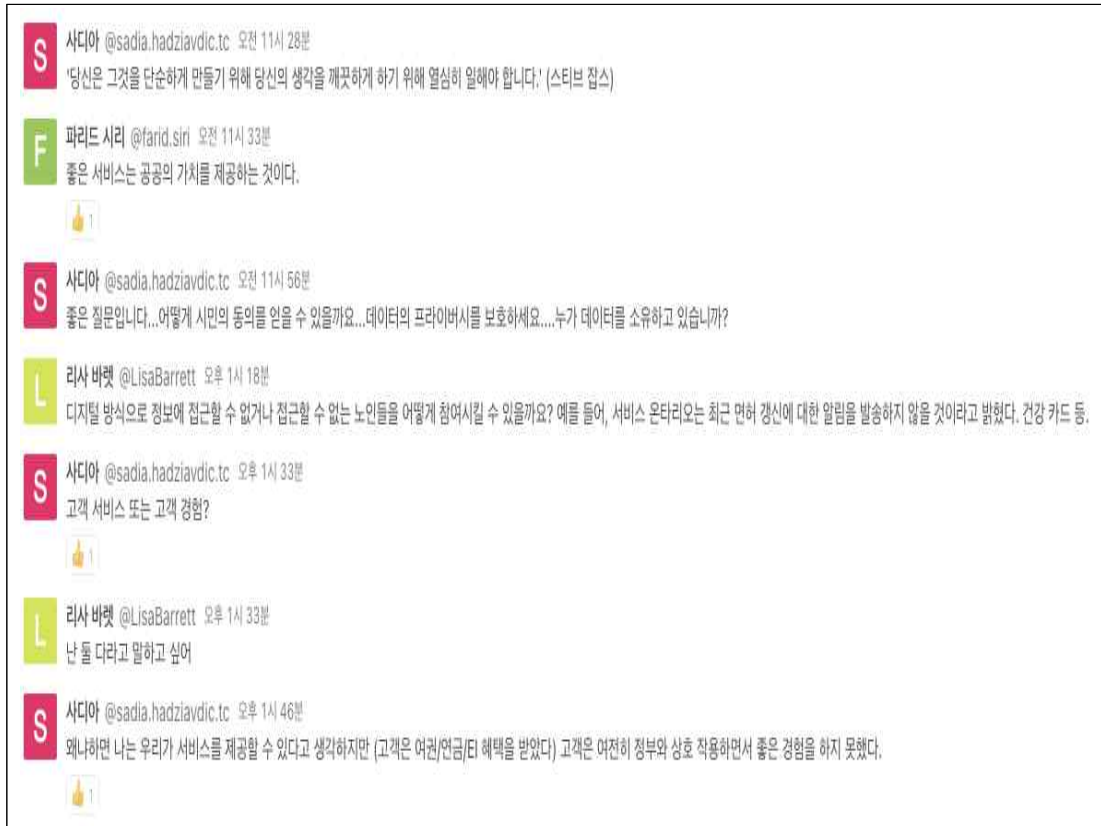 S
사디아 @sadia.hadziavdic.tc 오전 11시 28분
'당신은 그것을 단순하게 만들기 위해 당신의 생각을 깨끗하게 하기 위해 열심히 일해야 합니다.' (스티브 잡스)
F
파리드 시리 @farid.siri 오전 11시 33분
좋은 서비스는 공공의 가치를 제공하는 것이다.
👍 1
S
사디아 @sadia.hadziavdic.tc 오전 11시 56분
좋은 질문입니다...어떻게 시민의 동의를 얻을 수 있을까요...데이터의 프라이버시를 보호하세요....누가 데이터를 소유하고 있습니까?
L
리사 바렛 @LisaBarrett 오후 1시 18분
디지털 방식으로 정보에 접근할 수 없거나 접근할 수 없는 노인들을 어떻게 참여시킬 수 있을까요? 예를 들어, 서비스 온타리오는 최근 면허 갱신에 대한 알림을 발송하지 않을 것이라고 밝혔다. 건강 카드 등.
S
사디아 @sadia.hadziavdic.tc 오후 1시 33분
고객 서비스 또는 고객 경험?
👍 1
L
리사 바렛 @LisaBarrett 오후 1시 33분
난 둘 다라고 말하고 싶어
S
사디아 @sadia.hadziavdic.tc 오후 1시 46분
왜냐하면 나는 우리가 서비스를 제공할 수 있다고 생각하지만 (고객은 여권/연금/EI 혜택을 받았다) 고객은 여전히 정부와 상호 작용하면서 좋은 경험을 하지 못했다.
👍 1